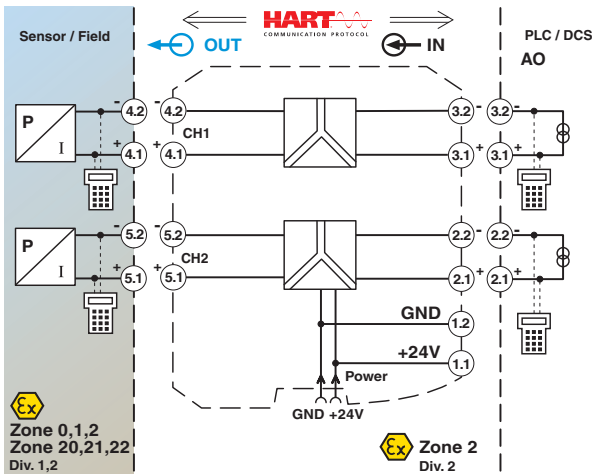 HART
COMMUNICATION PROTOCOL
Sensor / Field
OUT
IN
PLC / DCS
AO
P
I
- 4.2 - 4.2
CH1
+ 4.1 + 4.1
3.2 - 3.2 -
3.1 + 3.1 +
P
I
- 5.2 - 5.2
CH2
+ 5.1 + 5.1
2.2 - 2.2 -
2.1 + 2.1 +
GND
1.2
+24V
1.1
Power
GND +24V
Ex
Zone 0,1,2
Zone 20,21,22
Div. 1,2
Ex
Zone 2
Div. 2